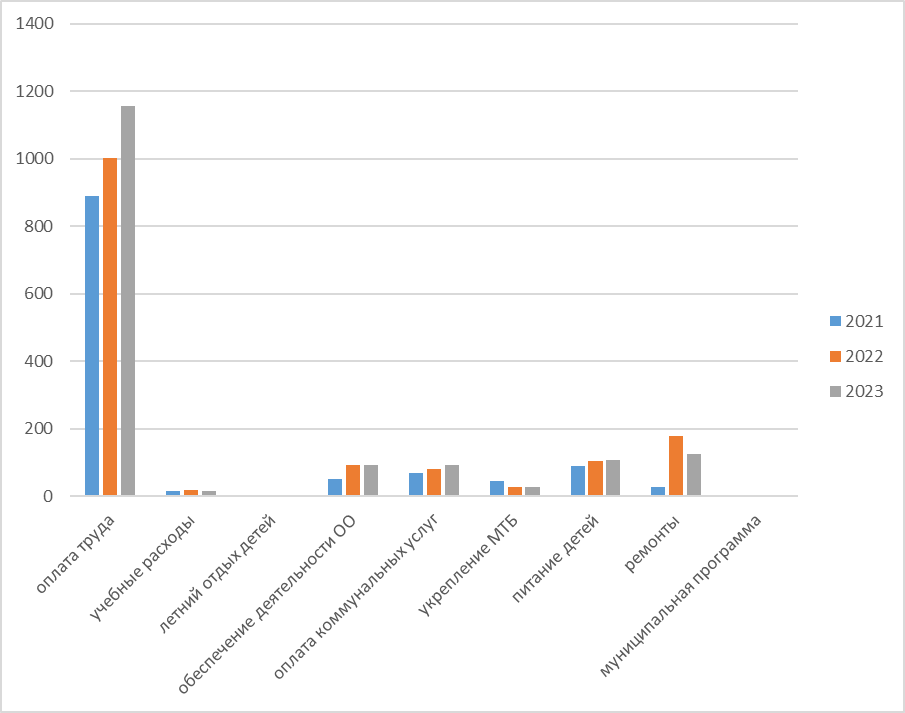 1400
1200
1000
800
600
400
200
0
оплата труда
учебные расходы
летний отдых детей
обеспечение деятельности ОО
оплата коммунальных услуг
укрепление МТБ
питание детей
ремонты
муниципальная программа
2021
2022
2023